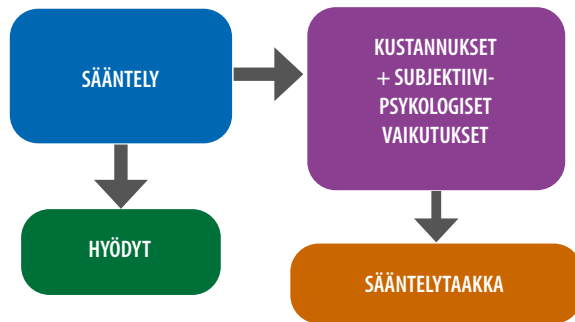 SÄÄNTELY
KUSTANNUKSET
+ SUBJEKTIIVI-
PSYKOLOGISET
VAIKUTUKSET
HYÖDYT
SÄÄNTELYTAAKKA